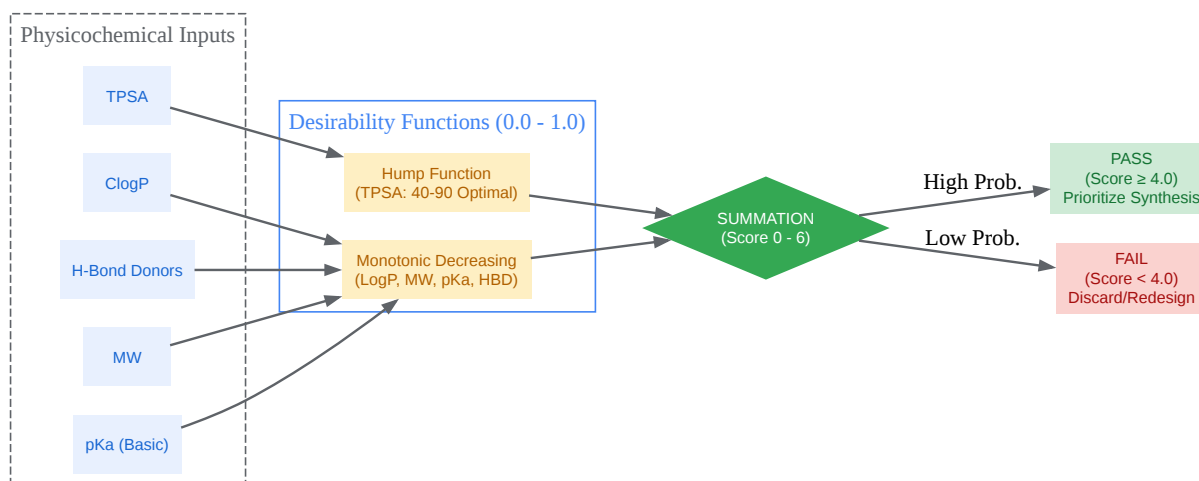 Physicochemical Inputs
TPSA
ClogP
H-Bond Donors
MW
pKa (Basic)
Desirability Functions (0.0 - 1.0)
Hump Function
(TPSA: 40-90 Optimal)
Monotonic Decreasing
(LogP, MW, pKa, HBD)
SUMMATION
(Score 0 - 6)
High Prob.
Low Prob.
PASS
(Score ≥ 4.0)
Prioritize Synthesis
FAIL
(Score < 4.0)
Discard/Redesign